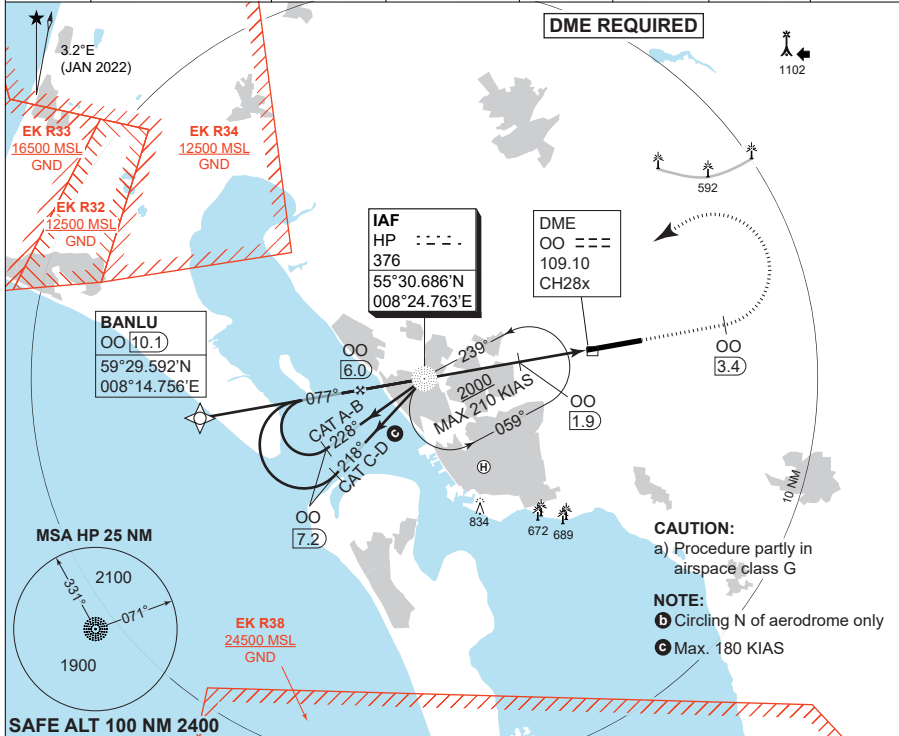 DME REQUIRED
3.2°E
(JAN 2022)
1102
EK R33
16500 MSL
GND
EK R34
12500 MSL
GND
EK R32
12500 MSL
GND
592
IAF
HP
376
55°30.686'N
008°24.763'E
DME
OO
109.10
CH28x
BANLU
OO 10.1
59°29.592'N
008°14.756'E
OO
6.0
239°
2000
MAX 210 KIAS
059°
OO
3.4
OO
1.9
077°
CAT A-B
228°
C
218°
CAT C-D
OO
7.2
H
834
672
689
10 NM
MSA HP 25 NM
2100
331°
071°
1900
EK R38
24500 MSL
GND
CAUTION:
a) Procedure partly in
airspace class G
NOTE:
b Circling N of aerodrome only
c Max. 180 KIAS
SAFE ALT 100 NM 2400